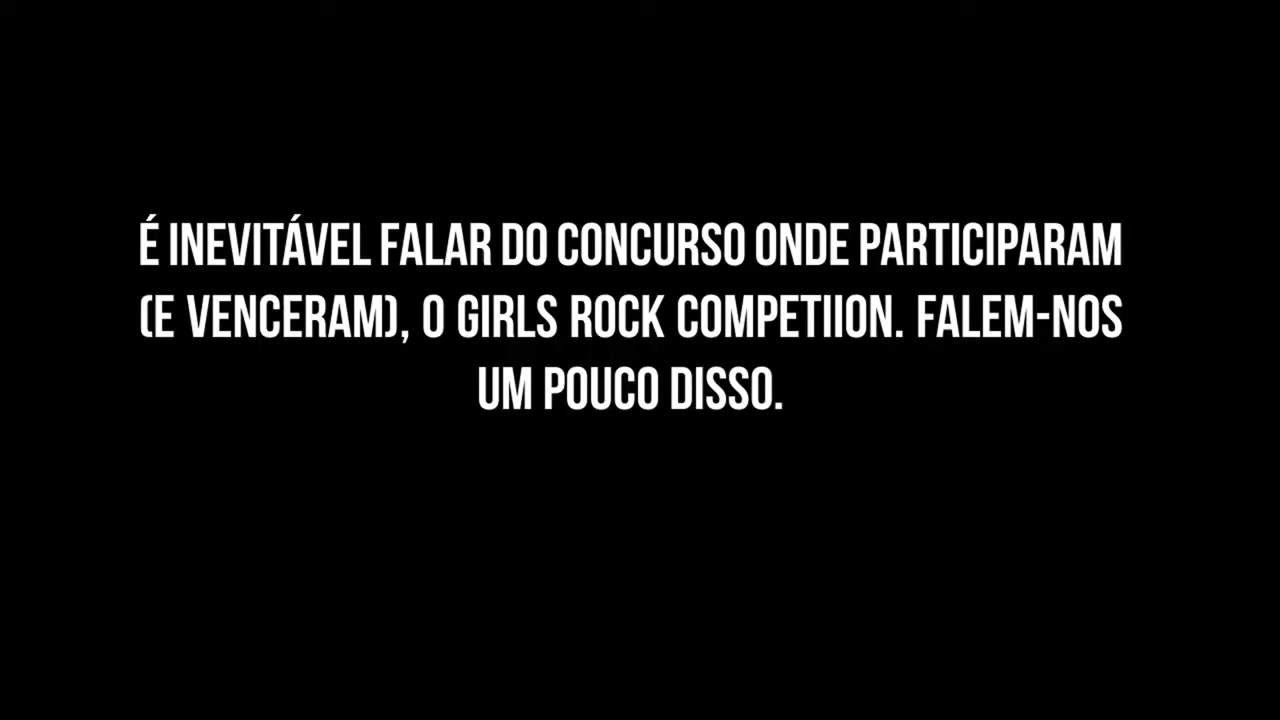 É INEVITÁVEL FALAR DO CONCURSO ONDE PARTICIPARAM
(E VENCERAM), O GIRLS ROCK COMPETIION. FALEM-NOS
UM POUCO DISSO.